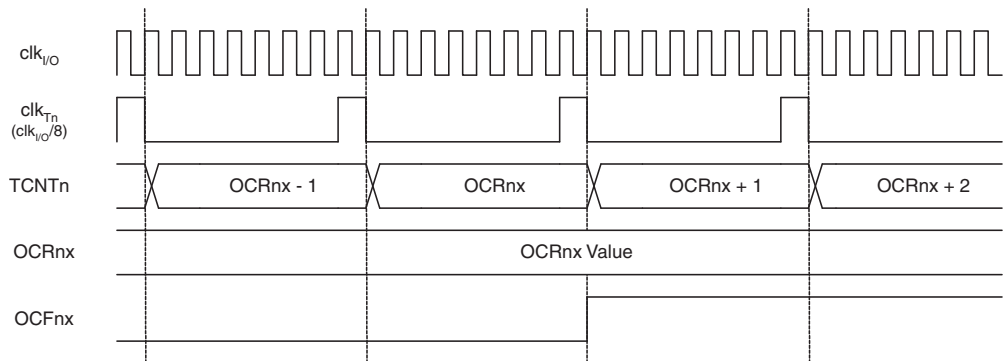 clkI/O
clkTn
(clkI/O/8)
TCNTn OCRnx - 1 OCRnx OCRnx + 1 OCRnx + 2
OCRnx OCRnx Value
OCFnx